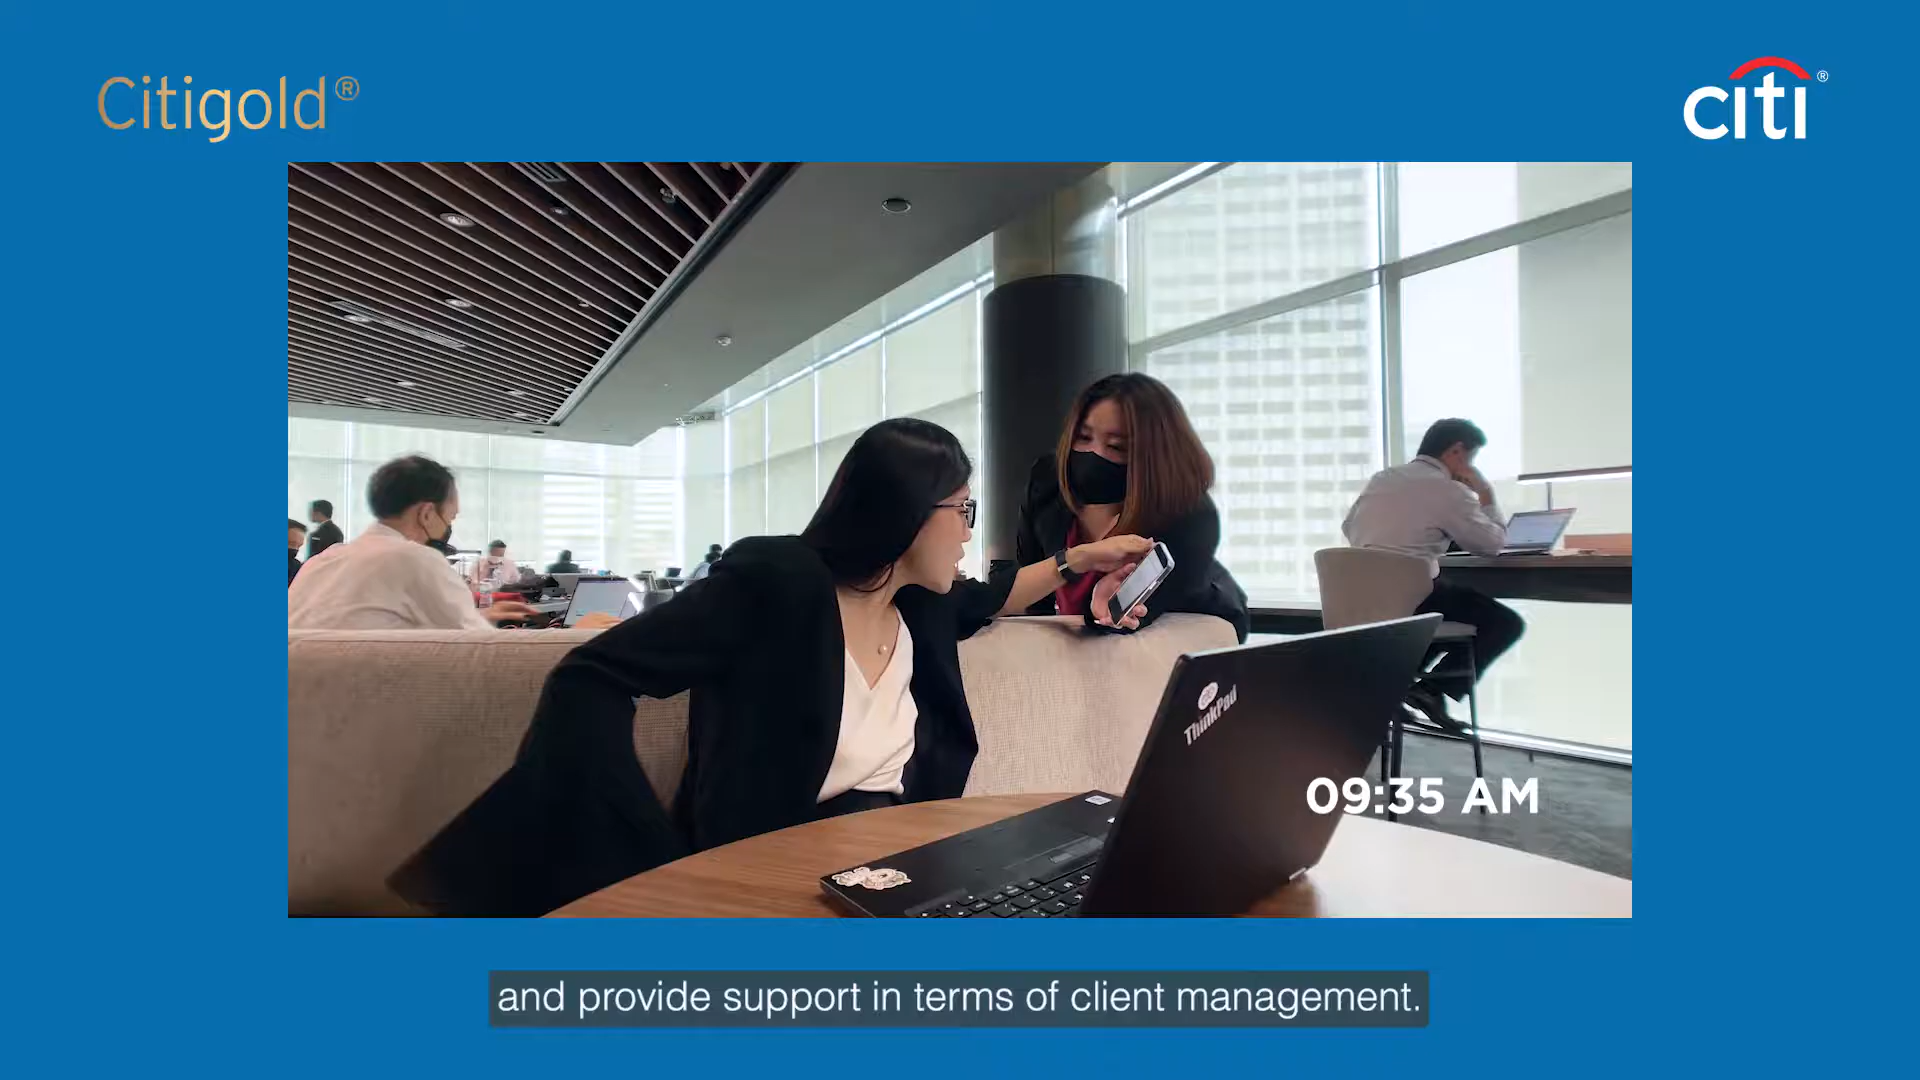 Citigold®
citi®
ThinkPad
09:35 AM
and provide support in terms of client management.